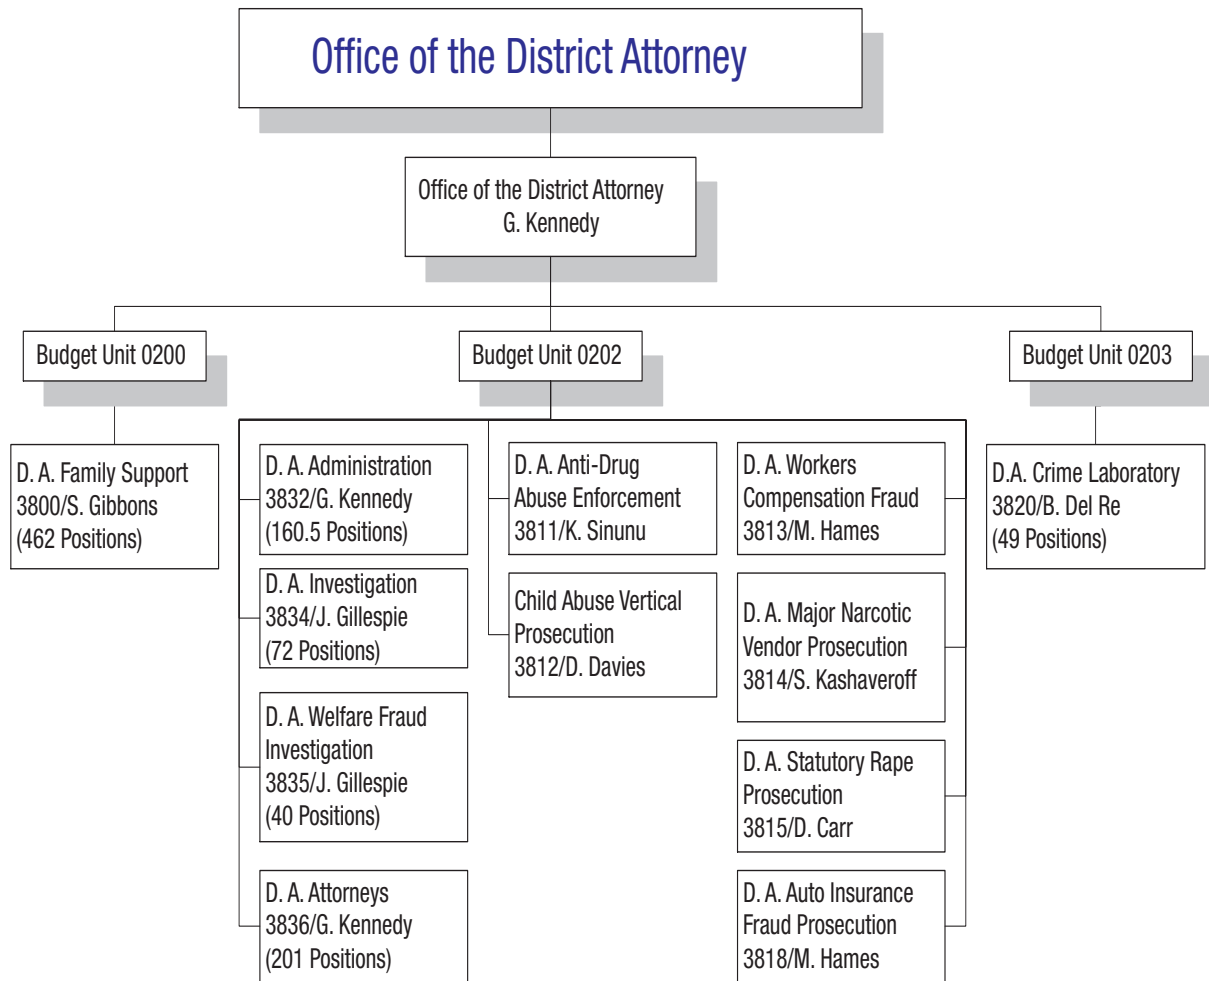 Office of the District Attorney
Office of the District Attorney
G. Kennedy
Budget Unit 0200
Budget Unit 0202
Budget Unit 0203
D. A. Family Support
3800/S. Gibbons
(462 Positions)
D. A. Administration
3832/G. Kennedy
(160.5 Positions)
D. A. Investigation
3834/J. Gillespie
(72 Positions)
D. A. Welfare Fraud
Investigation
3835/J. Gillespie
(40 Positions)
D. A. Attorneys
3836/G. Kennedy
(201 Positions)
D. A. Anti-Drug
Abuse Enforcement
3811/K. Sinunu
Child Abuse Vertical
Prosecution
3812/D. Davies
D. A. Workers
Compensation Fraud
3813/M. Hames
D. A. Major Narcotic
Vendor Prosecution
3814/S. Kashaveroff
D. A. Statutory Rape
Prosecution
3815/D. Carr
D. A. Auto Insurance
Fraud Prosecution
3818/M. Hames
D.A. Crime Laboratory
3820/B. Del Re
(49 Positions)